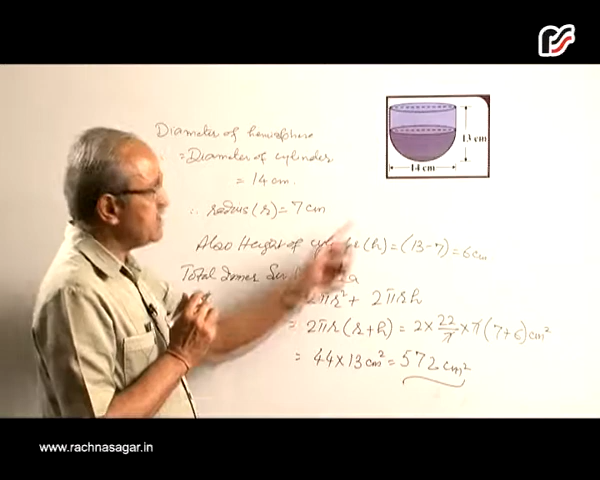 Diameter of hemisphere
= Diameter of cylinder
= 14 cm.
13 cm
14 cm
∴ radius (r) = 7 cm
Also Height of (h) = (13-7) = 6 cm
Total Inner
2πr² + 2πrh
= 2πr (r+h) = 2 × 22/7 × 7 (7+6) cm²
= 44 × 13 cm² = 572 cm²
www.rachnasagar.in